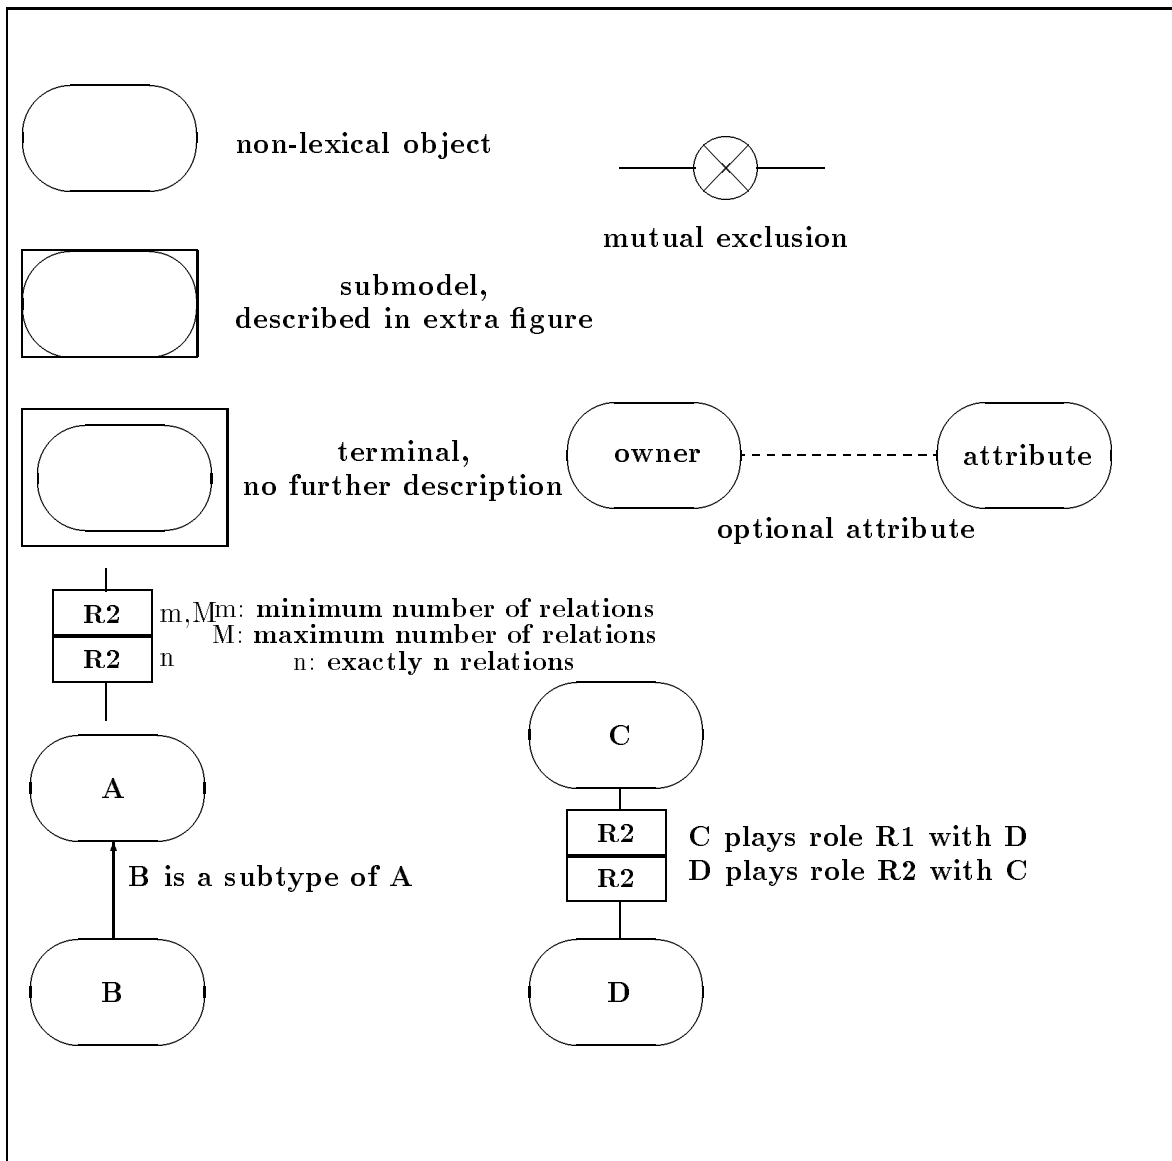 non-lexical object
mutual exclusion
submodel,
described in extra figure
terminal,
no further description
owner
attribute
optional attribute
R2 m,M
m: minimum number of relations
M: maximum number of relations
R2 n
n: exactly n relations
A
B is a subtype of A
B
C
R2
C plays role R1 with D
R2
D plays role R2 with C
D